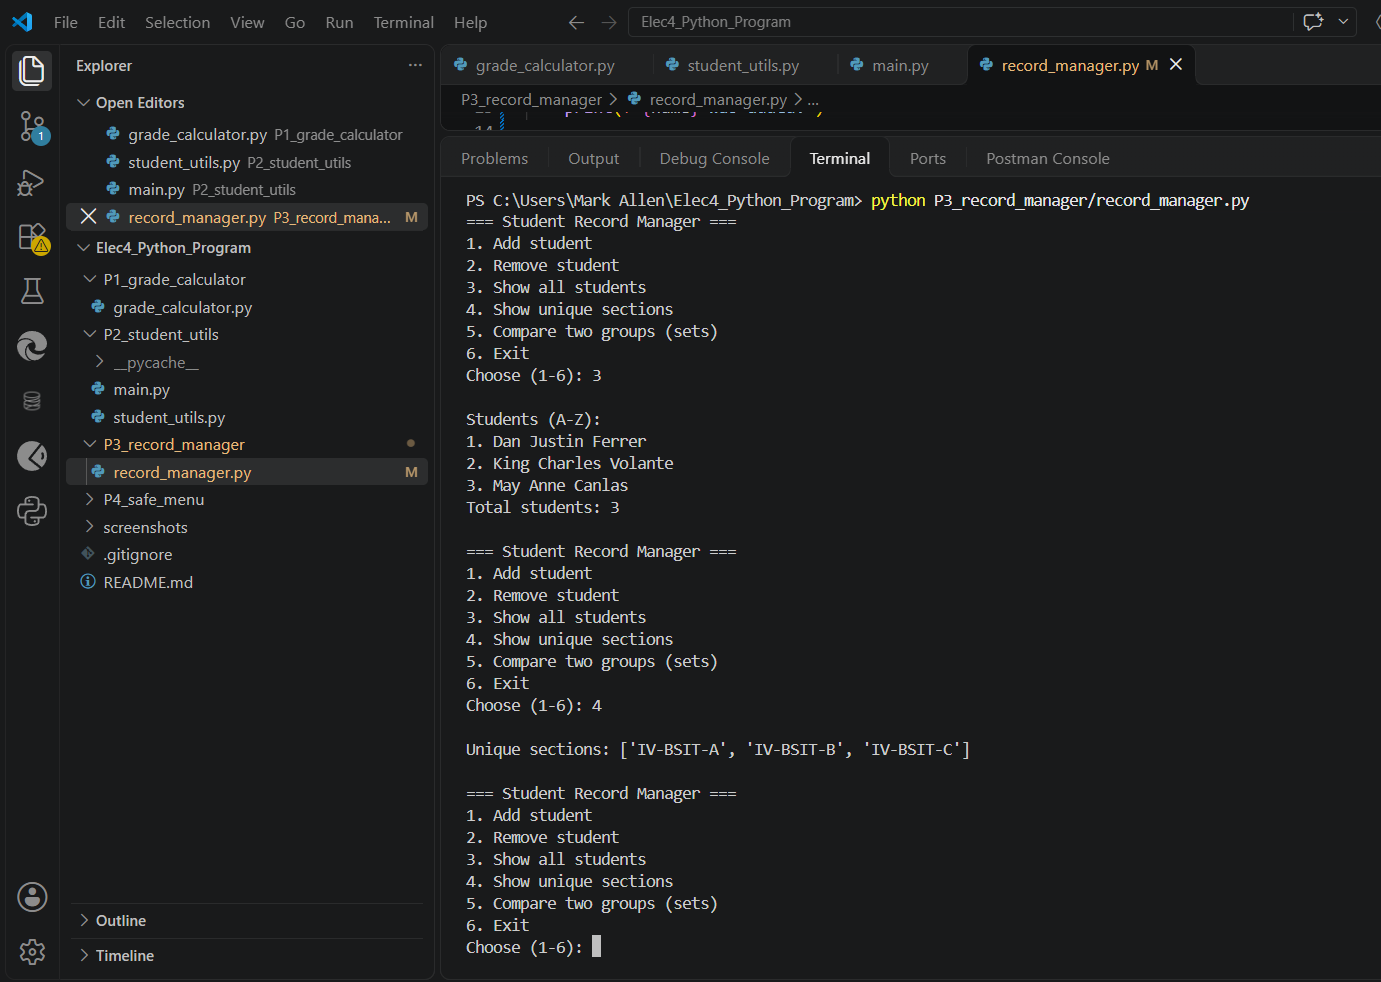 File Edit Selection View Go Run Terminal Help
Elec4_Python_Program
Explorer
Open Editors
grade_calculator.py P1_grade_calculator
student_utils.py P2_student_utils
main.py P2_student_utils
record_manager.py P3_record_mana... M
Elec4_Python_Program
P1_grade_calculator
grade_calculator.py
P2_student_utils
__pycache__
main.py
student_utils.py
P3_record_manager
record_manager.py M
P4_safe_menu
screenshots
.gitignore
README.md
Outline
Timeline
1
grade_calculator.py student_utils.py main.py record_manager.py M
P3_record_manager > record_manager.py > ...
14
Problems Output Debug Console Terminal Ports Postman Console
PS C:\Users\Mark Allen\Elec4_Python_Program> python P3_record_manager/record_manager.py
=== Student Record Manager ===
1. Add student
2. Remove student
3. Show all students
4. Show unique sections
5. Compare two groups (sets)
6. Exit
Choose (1-6): 3
Students (A-Z):
1. Dan Justin Ferrer
2. King Charles Volante
3. May Anne Canlas
Total students: 3
=== Student Record Manager ===
1. Add student
2. Remove student
3. Show all students
4. Show unique sections
5. Compare two groups (sets)
6. Exit
Choose (1-6): 4
Unique sections: ['IV-BSIT-A', 'IV-BSIT-B', 'IV-BSIT-C']
=== Student Record Manager ===
1. Add student
2. Remove student
3. Show all students
4. Show unique sections
5. Compare two groups (sets)
6. Exit
Choose (1-6):